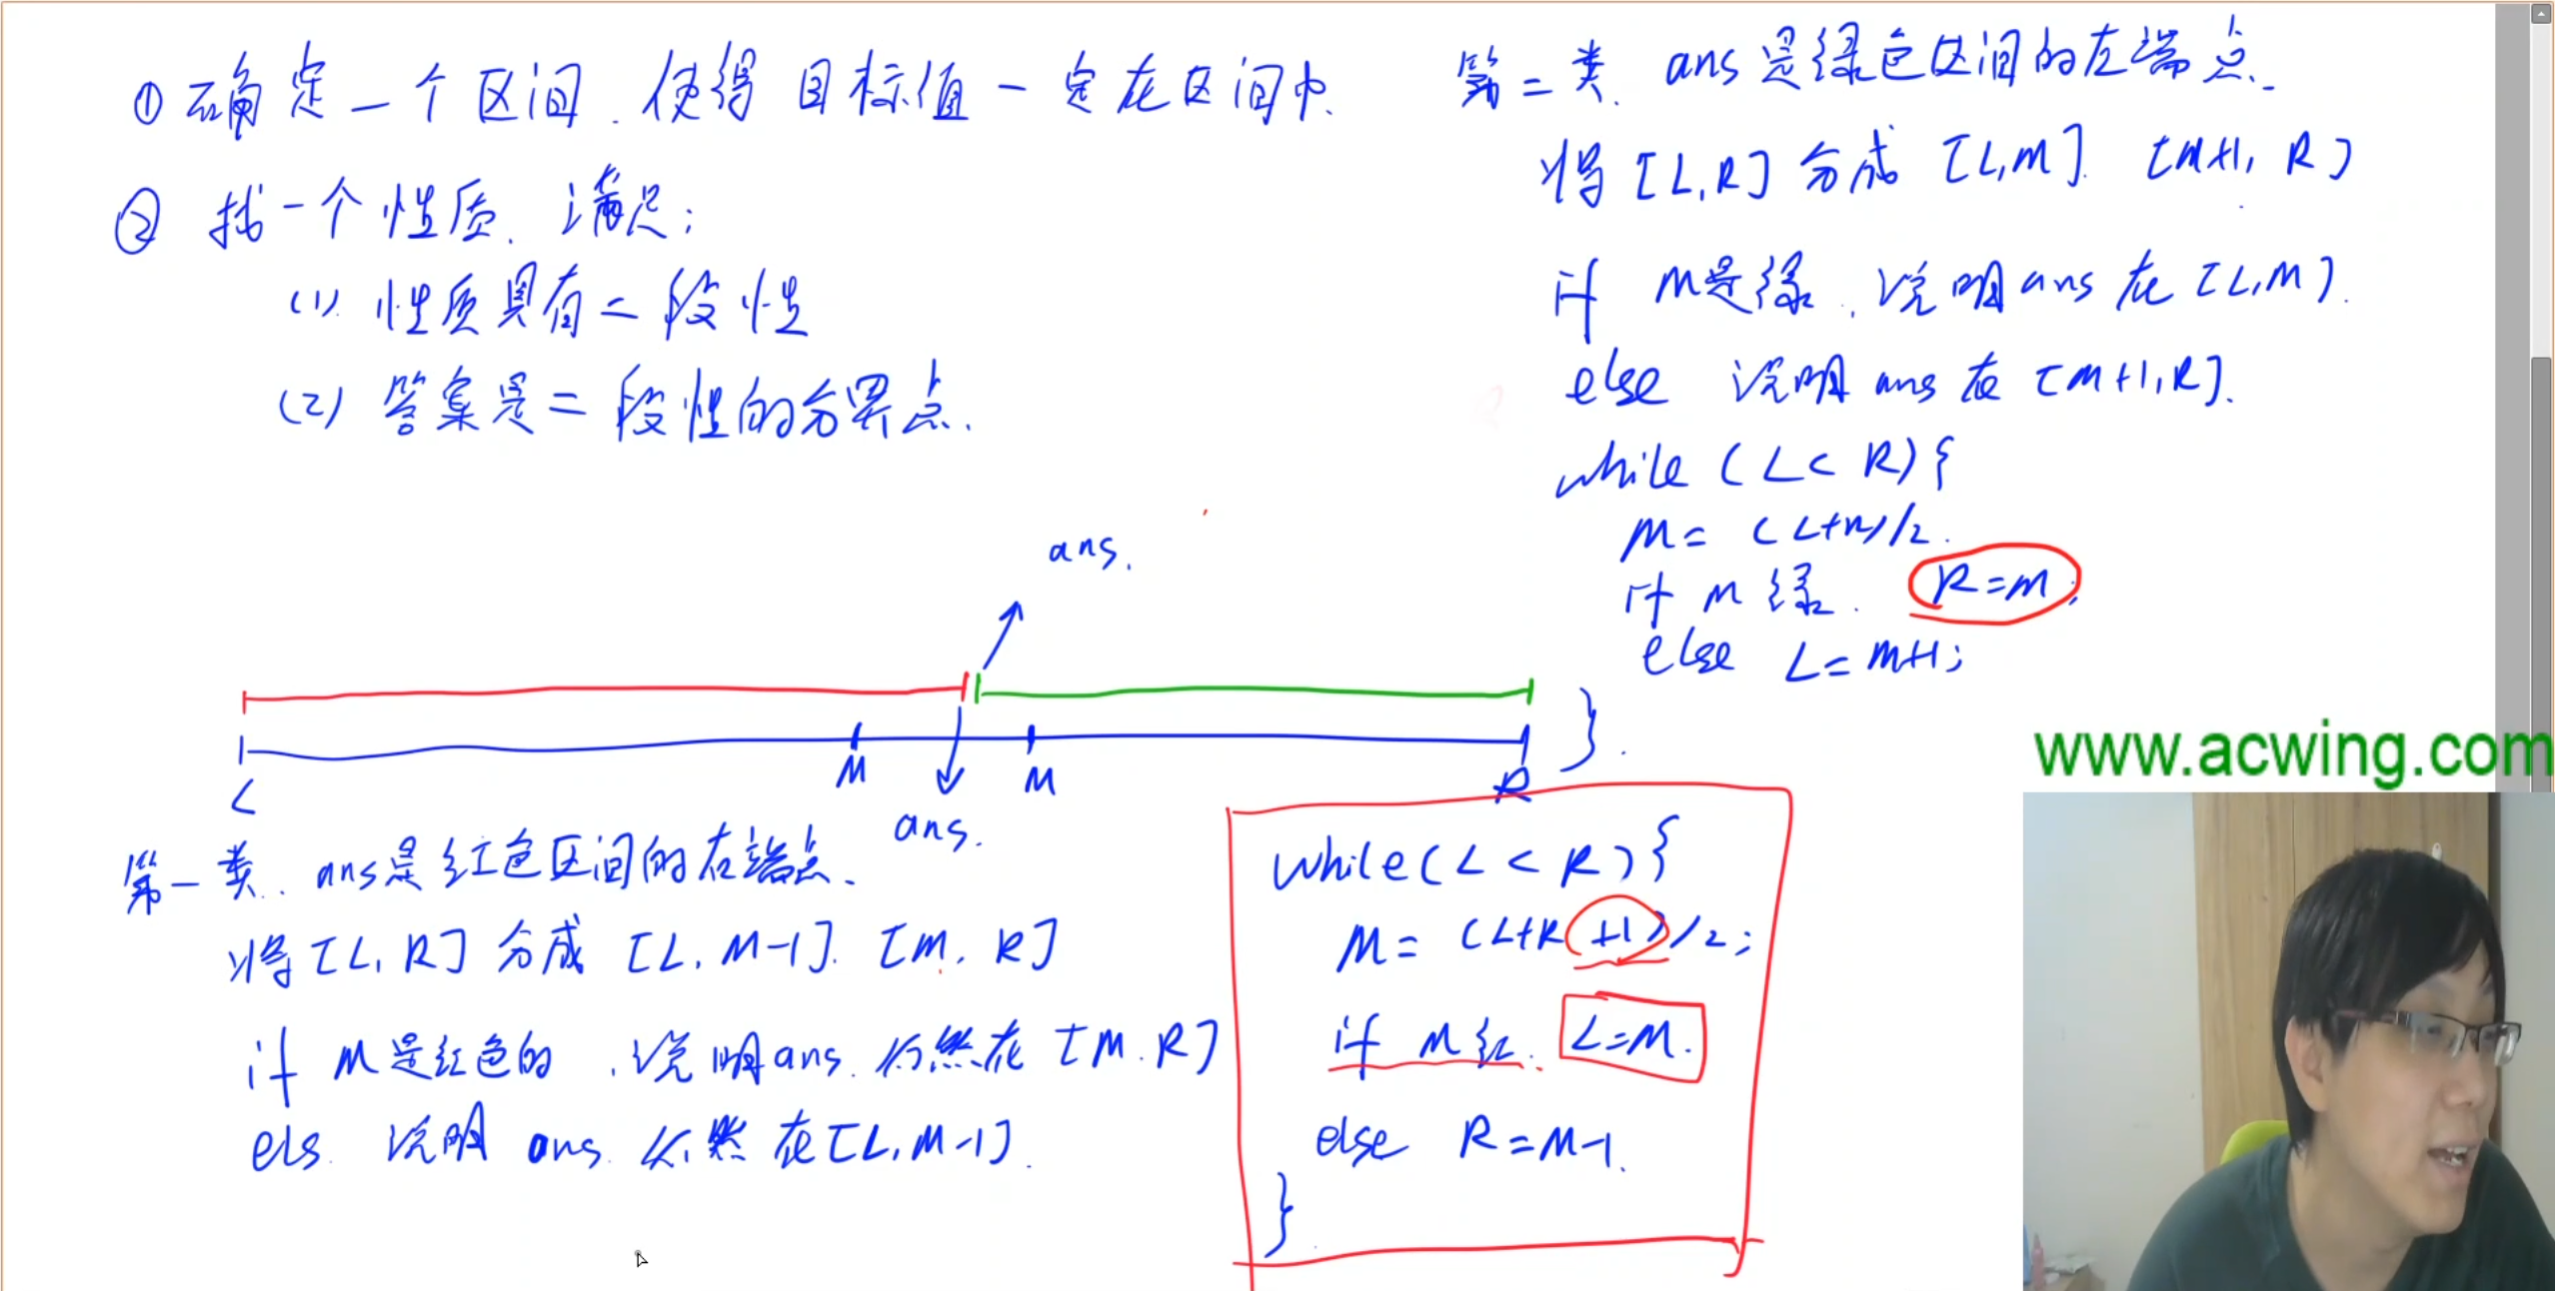 ① 确定一个区间, 使得 目标值一定在区间中.
② 找一个性质, 满足:
(1). 性质具有二段性
(2) 答案是二段性的分界点.
ans.
M
M
L
R
ans.
第一类. ans是红色区间的右端点.
将 [L, R] 分成 [L, M-1]. [M, R]
if M是红色的, 说明ans. 仍然在 [M. R]
els. 说明 ans. 仍然在[L, M-1].
while(L < R){
M = (L+R+1)/2;
if M红. L=M.
else R=M-1.
}
第二类. ans是绿色区间的左端点.
将 [L,R] 分成 [L,M]. [M+1, R]
if M是绿, 说明ans 在 [L,M].
else 说明 ans 在 [M+1,R].
while (L< R){
M= (L+R)/2.
if M 绿. R=M;
else L=M+1;
}.
www.acwing.com